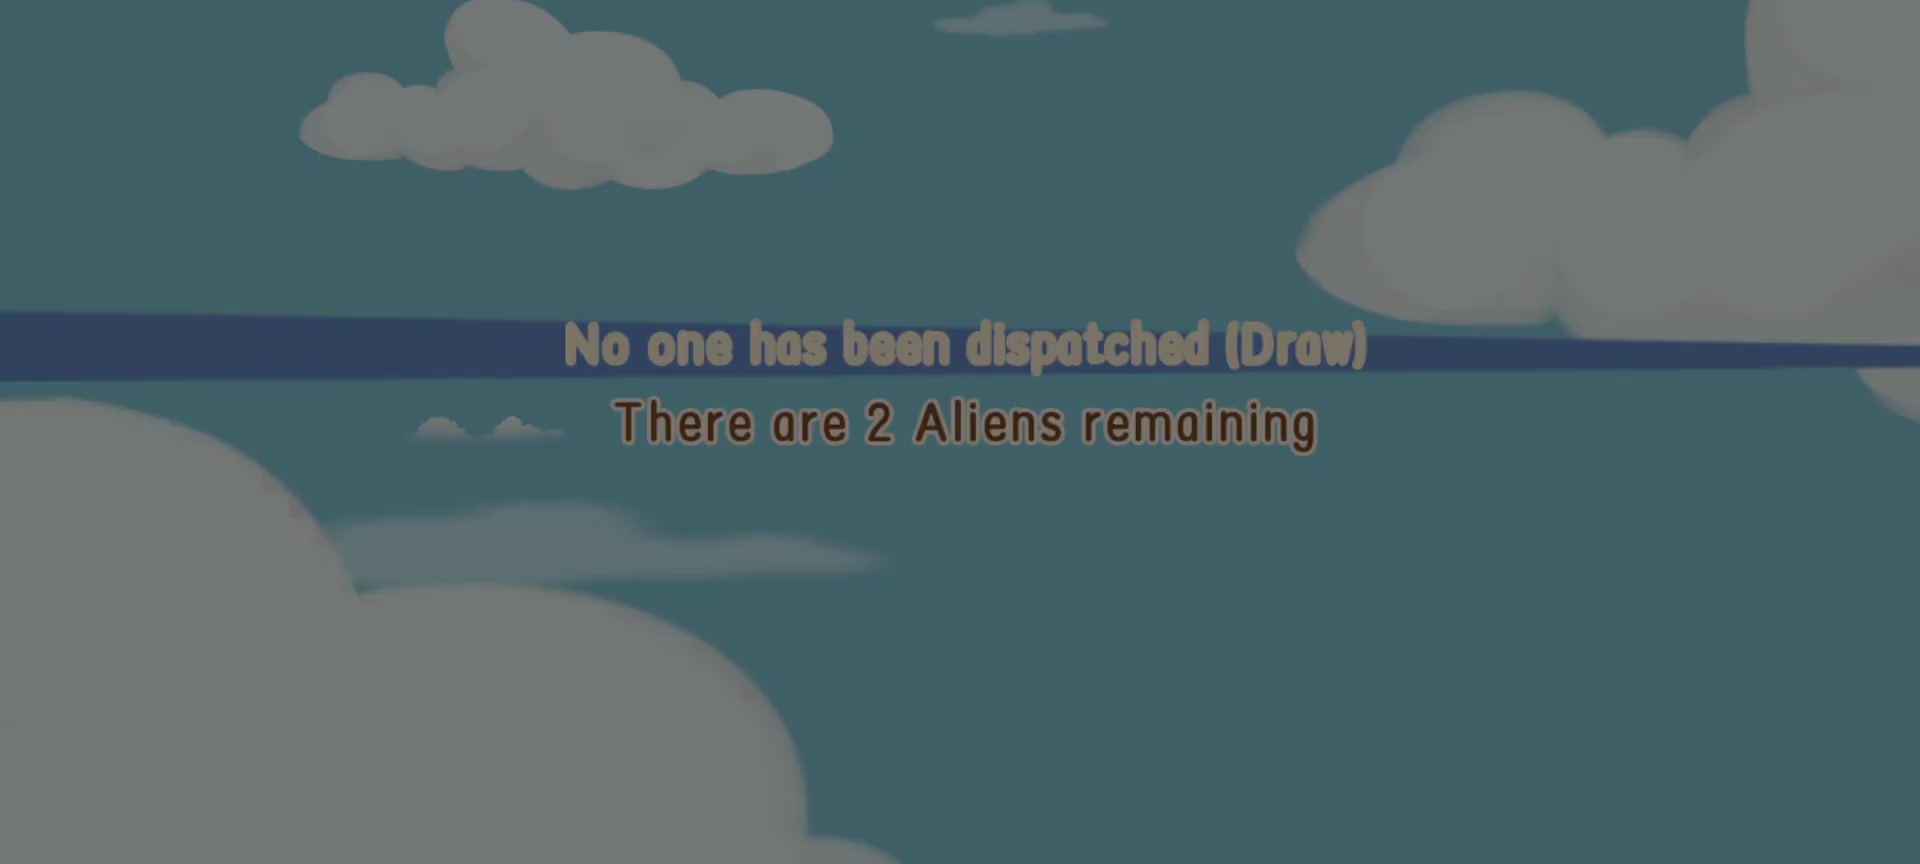 No one has been dispatched (Draw)
There are 2 Aliens remaining